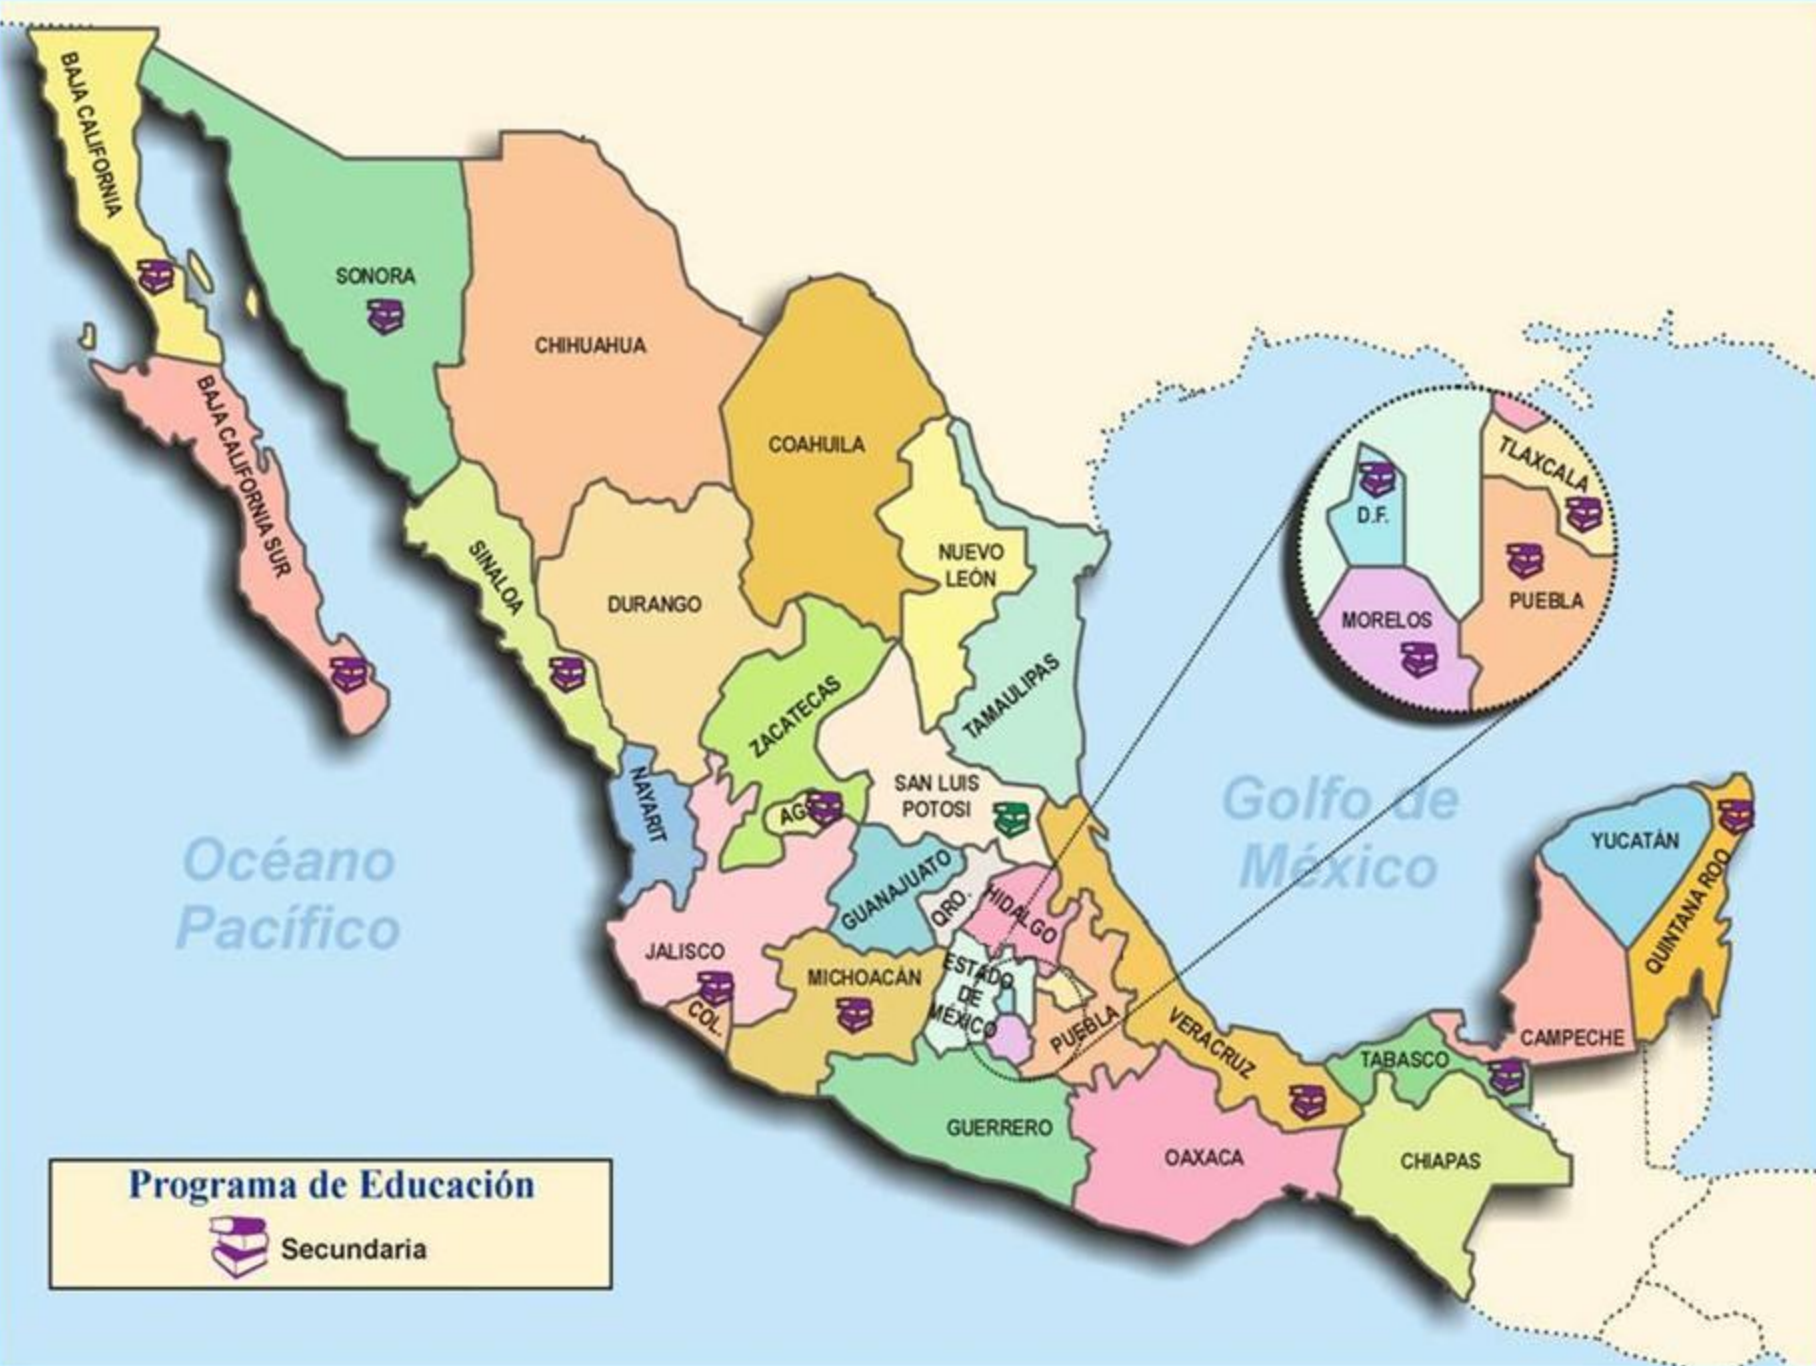 BAJA CALIFORNIA
SONORA
CHIHUAHUA
COAHUILA
BAJA CALIFORNIA SUR
SINALOA
DURANGO
NUEVO
LEÓN
TAMAULIPAS
ZACATECAS
NAYARIT
AGS
SAN LUIS
POTOSI
GUANAJUATO
QRO.
HIDALGO
JALISCO
COL.
MICHOACÁN
ESTADO
DE
MÉXICO
PUEBLA
VERACRUZ
GUERRERO
OAXACA
TABASCO
CHIAPAS
CAMPECHE
YUCATÁN
QUINTANA ROO
TLAXCALA
D.F.
MORELOS
PUEBLA
Golfo de
México
Océano
Pacífico
Programa de Educación
Secundaria